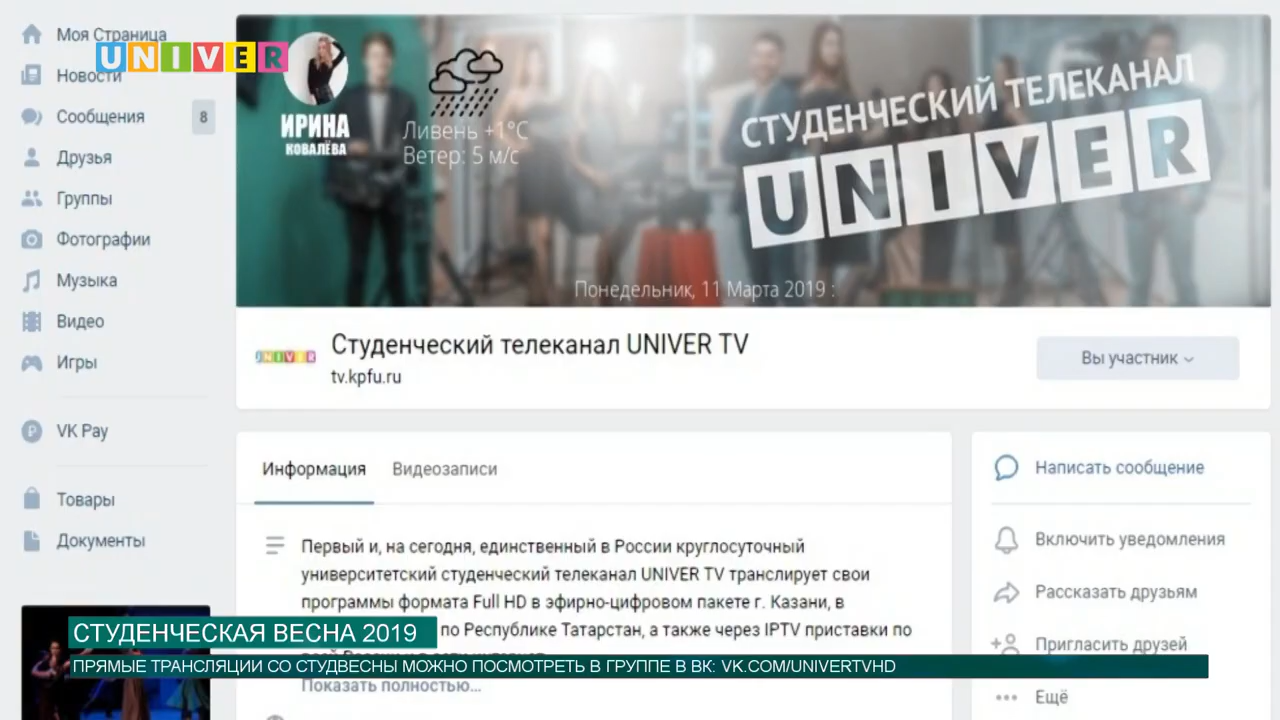 Моя Страница
UNIVER
Новости
Сообщения 8
Друзья
Группы
Фотографии
Музыка
Видео
Игры
VK Pay
Товары
Документы
ИРИНА
КОВАЛЁВА
Ливень +1°C
Ветер: 5 м/с
СТУДЕНЧЕСКИЙ ТЕЛЕКАНАЛ
UNIVER
Понедельник, 11 Марта 2019 :
UNIVER
Студенческий телеканал UNIVER TV
tv.kpfu.ru
Вы участник
Информация Видеозаписи
Первый и, на сегодня, единственный в России круглосуточный
университетский студенческий телеканал UNIVER TV транслирует свои
программы формата Full HD в эфирно-цифровом пакете г. Казани, в
по Республике Татарстан, а также через IPTV приставки по
Показать полностью...
Написать сообщение
Включить уведомления
Рассказать друзьям
Пригласить друзей
Ещё
СТУДЕНЧЕСКАЯ ВЕСНА 2019
ПРЯМЫЕ ТРАНСЛЯЦИИ СО СТУДВЕСНЫ МОЖНО ПОСМОТРЕТЬ В ГРУППЕ В ВК: VK.COM/UNIVERTVHD